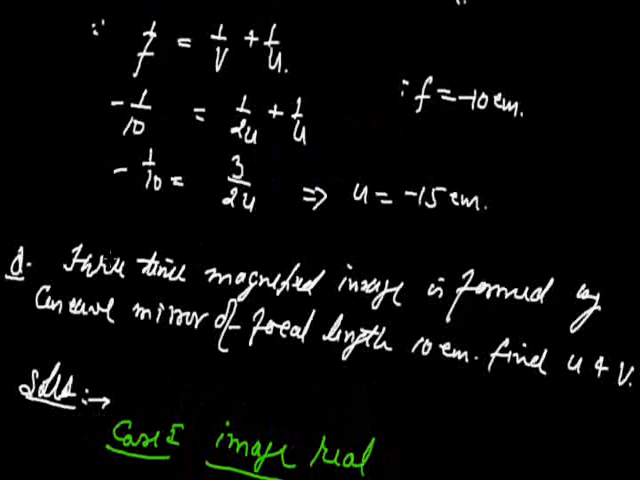 ∵ 1/f = 1/v + 1/u.
∵ f = -10 cm.
-1/10 = 1/2u + 1/u
-1/10 = 3/2u ⇒ u = -15 cm.
Q. Three time magnified image is formed by
Concave mirror of focal length 10 cm. find u & v.
Soln :→
Case I image real